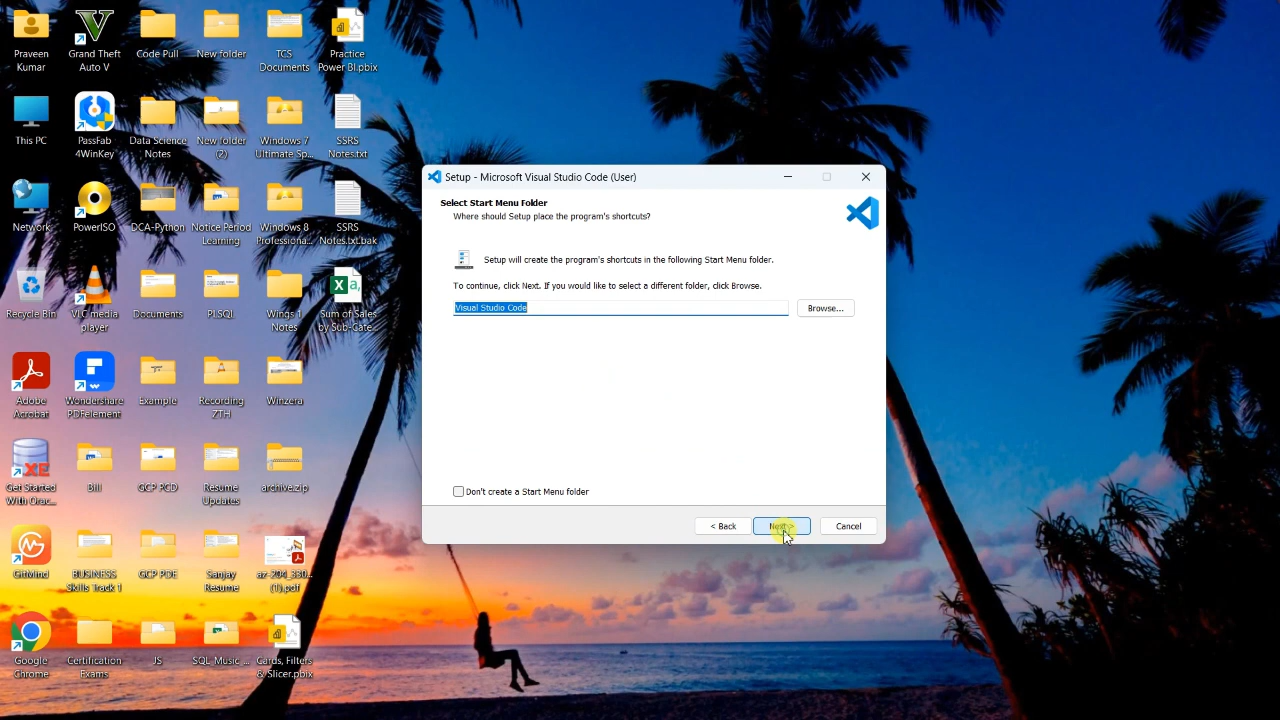 Praveen
Kumar
Grand Theft
Auto V
Code Pull
New folder
TCS
Documents
Practice
Power BI.pbix
This PC
PassFab
4WinKey
Data Science
Notes
New folder
(2)
Windows 7
Ultimate Sp...
SSRS
Notes.txt
Network
PowerISO
DCA-Python
Notice Period
Learning
Windows 8
Professiona...
SSRS
Notes.txt.bak
Recycle Bin
VLC media
player
Documents
PLSQL
Wings 1
Notes
Sum of Sales
by Sub-Cate...
Adobe
Acrobat
Wondershare
PDFelement
Example
Recording
ZTH
Winzera
Get Started
With Orac...
Bill
GCP PCD
Resume
Updates
archive.zip
GitMind
BUSINESS
Skills Track 1
GCP PDE
Sanjay
Resume
az-204_330...
(1).pdf
Google
Chrome
Certification
Exams
JS
SQL Music ...
Cards, Filters
& Slicer.pbix
Setup - Microsoft Visual Studio Code (User)
Select Start Menu Folder
Where should Setup place the program's shortcuts?
Setup will create the program's shortcuts in the following Start Menu folder.
To continue, click Next. If you would like to select a different folder, click Browse.
Visual Studio Code
Browse...
Don't create a Start Menu folder
< Back
Next >
Cancel